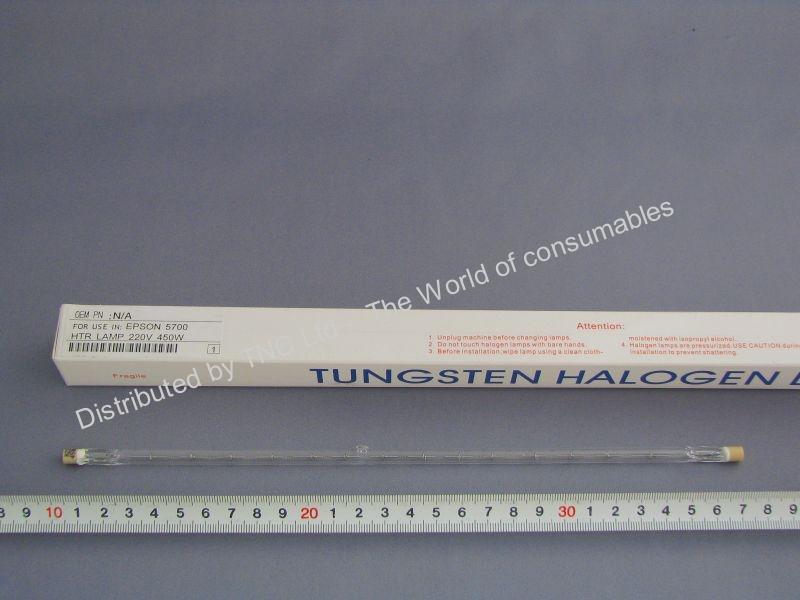 OEM PN :N/A
FOR USE IN: EPSON 5700
HTR LAMP 220V 450W
1
Fragile
Attention:
1. Unplug machine before changing lamps.
2. Do not touch halogen lamps with bare hands.
3. Before installation;wipe lamp using a clean cloth-
moistened with isopropyl alcohol.
4. Halogen lamps are pressurized:USE CAUTION during
installation to prevent shattering.
TUNGSTEN HALOGEN
Distributed by TNC Ltd - The World of consumables
8 9 10 1 2 3 4 5 6 7 8 9 20 1 2 3 4 5 6 7 8 9 30 1 2 3 4 5 6 7 8 9